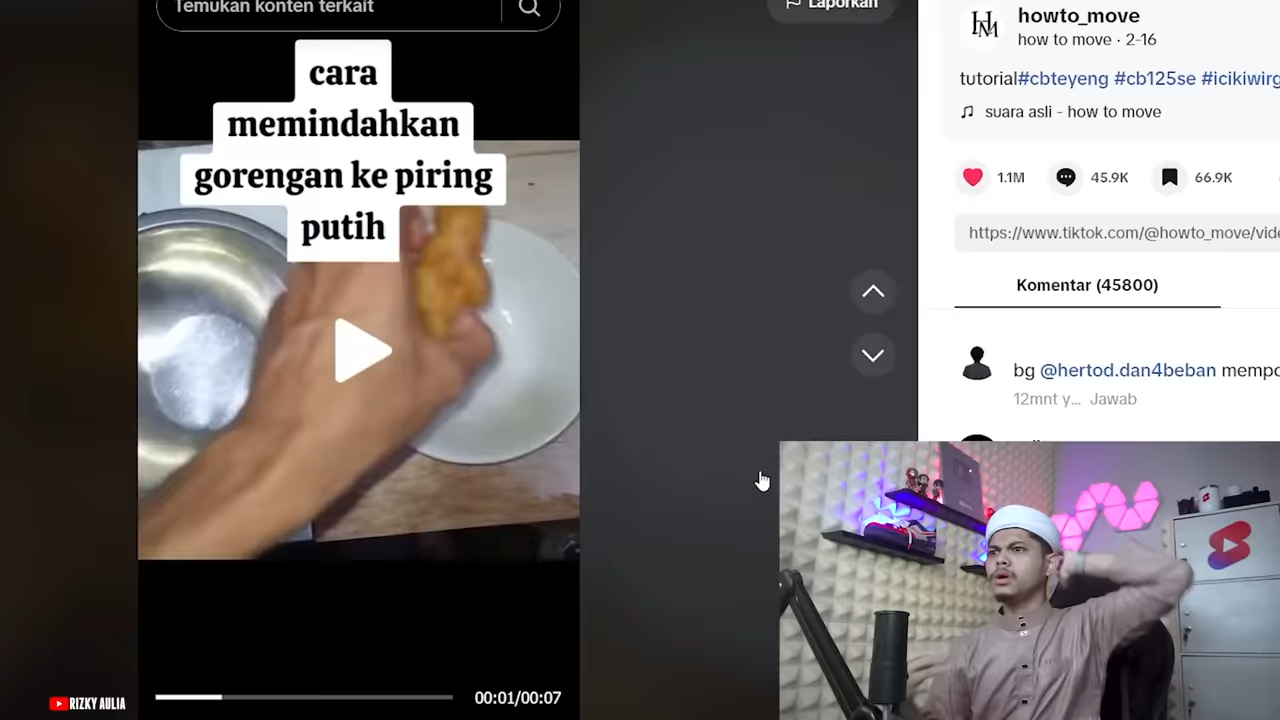 Temukan konten terkait
Laporkan
cara
memindahkan
gorengan ke piring
putih
00:01/00:07
RIZKY AULIA
HM
howto_move
how to move · 2-16
tutorial#cbteyeng #cb125se #icikiwirg
suara asli - how to move
1.1M
45.9K
66.9K
https://www.tiktok.com/@howto_move/vide
Komentar (45800)
bg @hertod.dan4beban mempo
12mnt y... Jawab